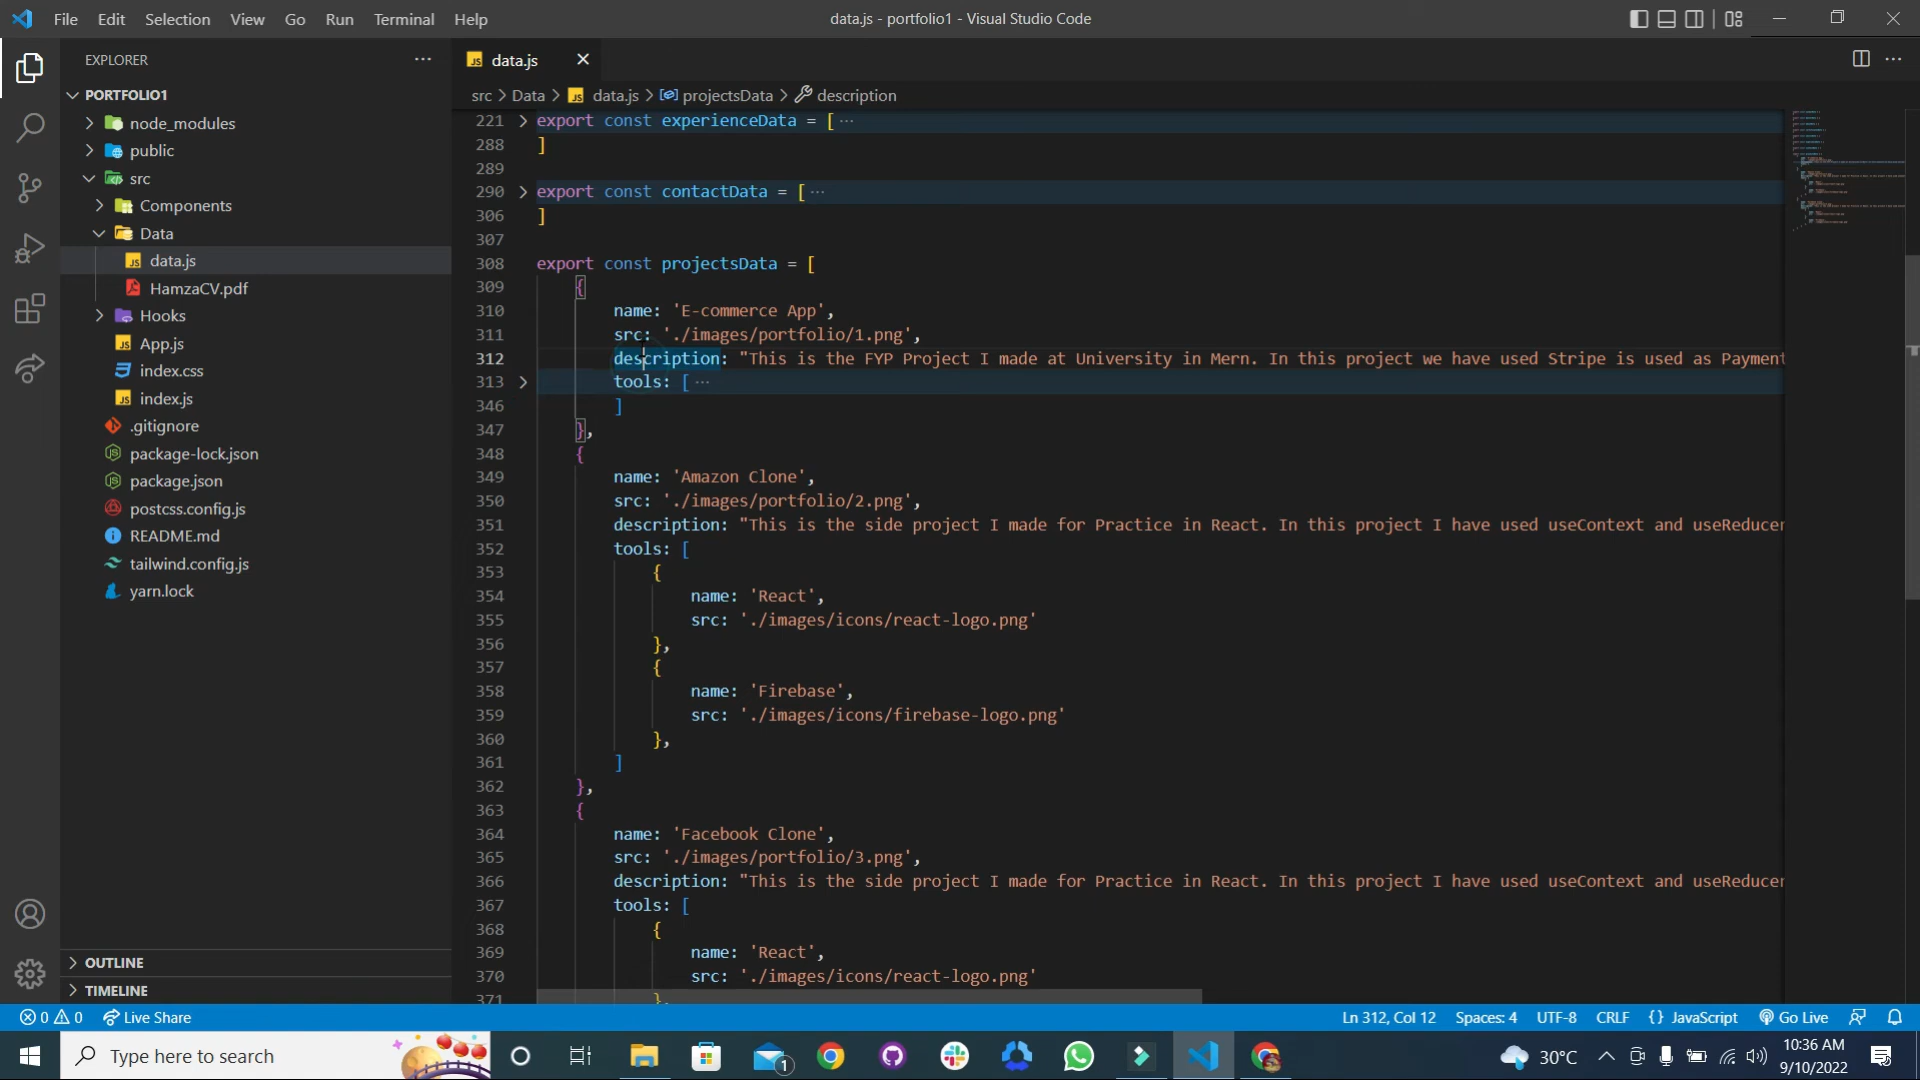 File Edit Selection View Go Run Terminal Help
data.js - portfolio1 - Visual Studio Code
EXPLORER
PORTFOLIO1
node_modules
public
src
Components
Data
data.js
HamzaCV.pdf
Hooks
App.js
index.css
index.js
.gitignore
package-lock.json
package.json
postcss.config.js
README.md
tailwind.config.js
yarn.lock
OUTLINE
TIMELINE
data.js
src > Data > data.js > projectsData > description
221 export const experienceData = [ ···
288 ]
289
290 export const contactData = [ ···
306 ]
307
308 export const projectsData = [
309 {
310 name: 'E-commerce App',
311 src: './images/portfolio/1.png',
312 description: "This is the FYP Project I made at University in Mern. In this project we have used Stripe is used as Payment
313 tools: [ ···
346 ]
347 },
348 {
349 name: 'Amazon Clone',
350 src: './images/portfolio/2.png',
351 description: "This is the side project I made for Practice in React. In this project I have used useContext and useReducer
352 tools: [
353 {
354 name: 'React',
355 src: './images/icons/react-logo.png'
356 },
357 {
358 name: 'Firebase',
359 src: './images/icons/firebase-logo.png'
360 },
361 ]
362 },
363 {
364 name: 'Facebook Clone',
365 src: './images/portfolio/3.png',
366 description: "This is the side project I made for Practice in React. In this project I have used useContext and useReducer
367 tools: [
368 {
369 name: 'React',
370 src: './images/icons/react-logo.png'
371 },
0 0 Live Share
Ln 312, Col 12 Spaces: 4 UTF-8 CRLF {} JavaScript Go Live
Type here to search
1
30°C
10:36 AM
9/10/2022